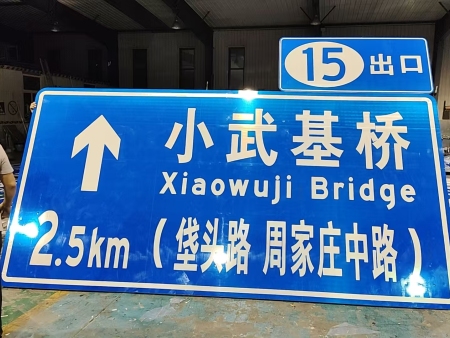 15 出口
小武基桥
Xiaowuji Bridge
2.5km (垡头路 周家庄中路)